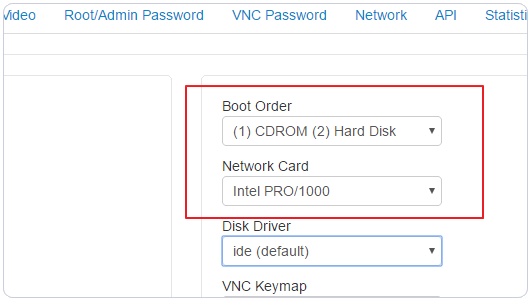 Video Root/Admin Password VNC Password Network API Statisti
Boot Order
(1) CDROM (2) Hard Disk
Network Card
Intel PRO/1000
Disk Driver
ide (default)
VNC Keymap